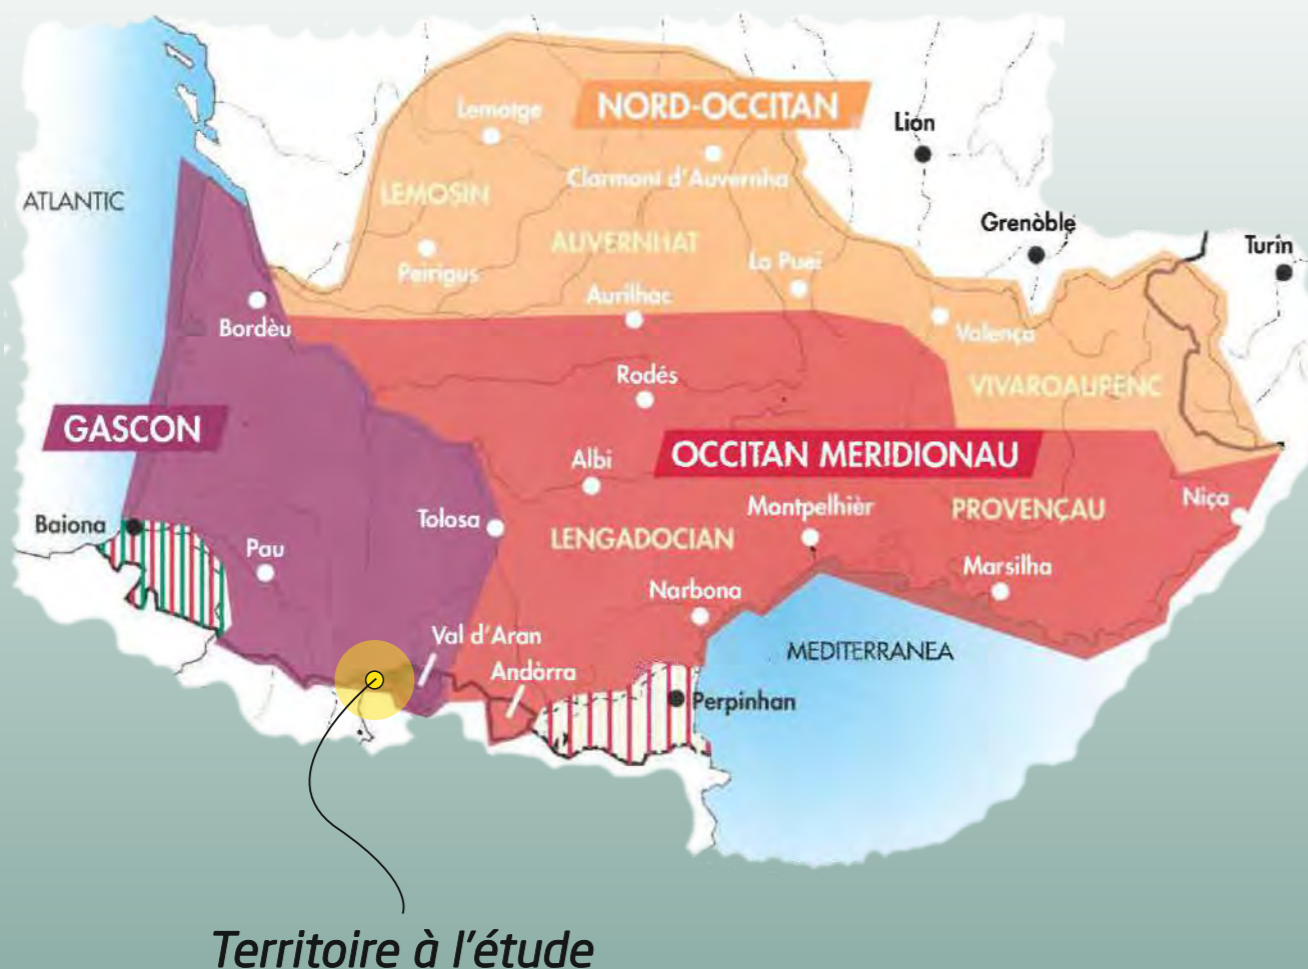 Lemotge
NORD-OCCITAN
Lion
Clarmont d'Auvernha
ATLANTIC
LEMOSIN
Grenòble
AUVERNHAT
Turin
Peirigus
Lo Puei
Aurilhac
Bordèu
Valença
Rodés
VIVAROAUPENC
GASCON
OCCITAN MERIDIONAU
Albi
Niça
Montpelhièr
PROVENÇAU
Baiona
Tolosa
LENGADOCIAN
Pau
Marsilha
Narbona
Val d'Aran
MEDITERRANEA
Andòrra
Perpinhan
Territoire à l'étude